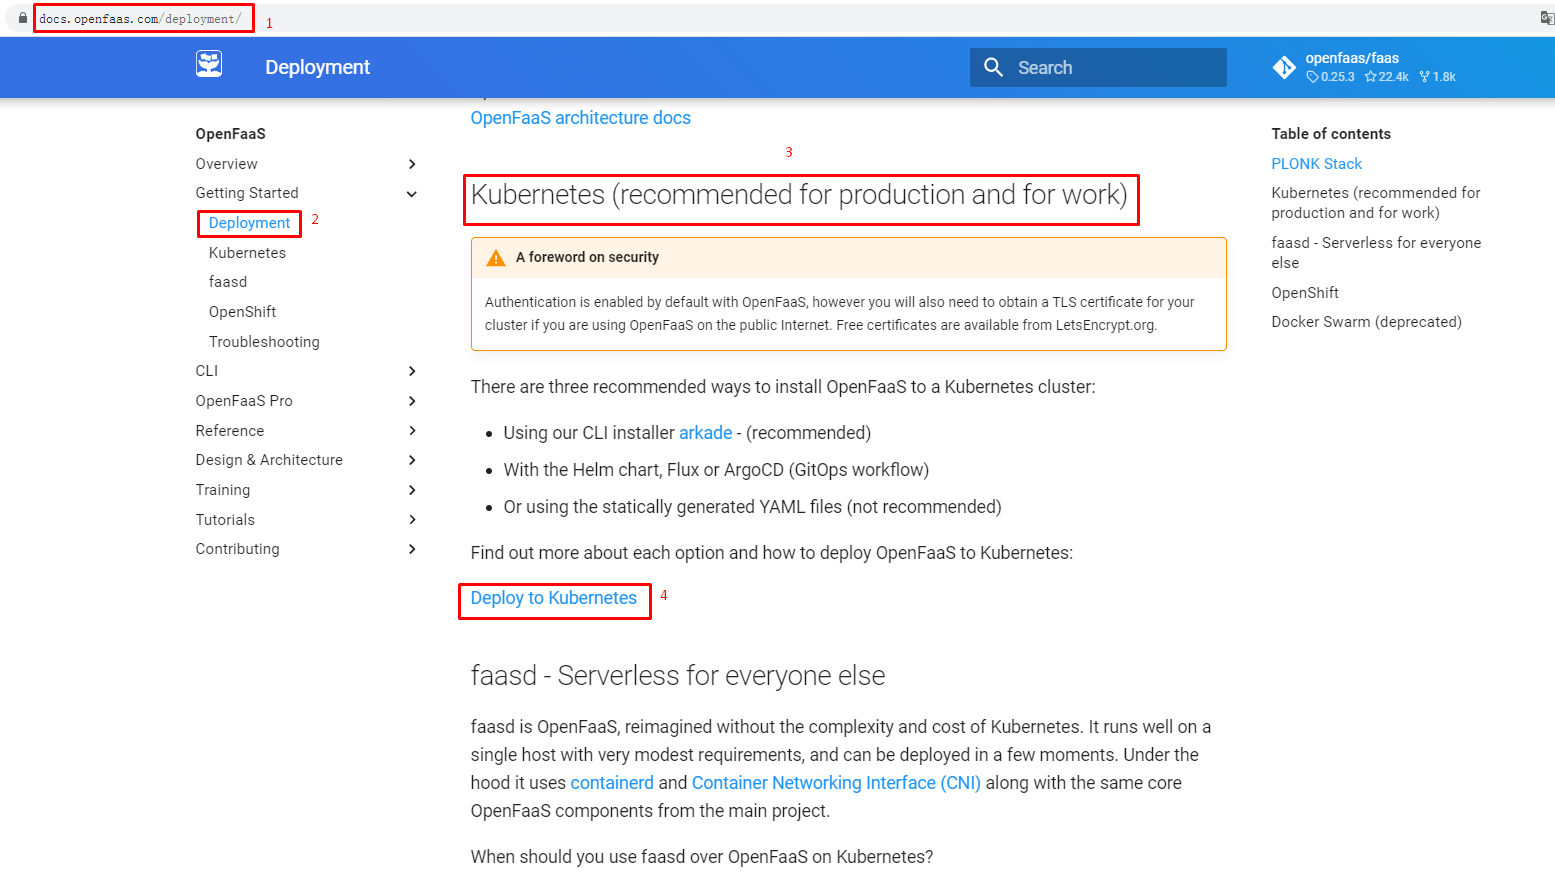 docs.openfaas.com/deployment/
1
Deployment
Search
openfaas/faas
0.25.3 22.4k 1.8k
OpenFaaS
Overview
Getting Started
Deployment
2
Kubernetes
faasd
OpenShift
Troubleshooting
CLI
OpenFaaS Pro
Reference
Design & Architecture
Training
Tutorials
Contributing
OpenFaaS architecture docs
3
Kubernetes (recommended for production and for work)
A foreword on security
Authentication is enabled by default with OpenFaaS, however you will also need to obtain a TLS certificate for your
cluster if you are using OpenFaaS on the public Internet. Free certificates are available from LetsEncrypt.org.
There are three recommended ways to install OpenFaaS to a Kubernetes cluster:
• Using our CLI installer arkade - (recommended)
• With the Helm chart, Flux or ArgoCD (GitOps workflow)
• Or using the statically generated YAML files (not recommended)
Find out more about each option and how to deploy OpenFaaS to Kubernetes:
Deploy to Kubernetes
4
faasd - Serverless for everyone else
faasd is OpenFaaS, reimagined without the complexity and cost of Kubernetes. It runs well on a
single host with very modest requirements, and can be deployed in a few moments. Under the
hood it uses containerd and Container Networking Interface (CNI) along with the same core
OpenFaaS components from the main project.
When should you use faasd over OpenFaaS on Kubernetes?
Table of contents
PLONK Stack
Kubernetes (recommended for
production and for work)
faasd - Serverless for everyone
else
OpenShift
Docker Swarm (deprecated)